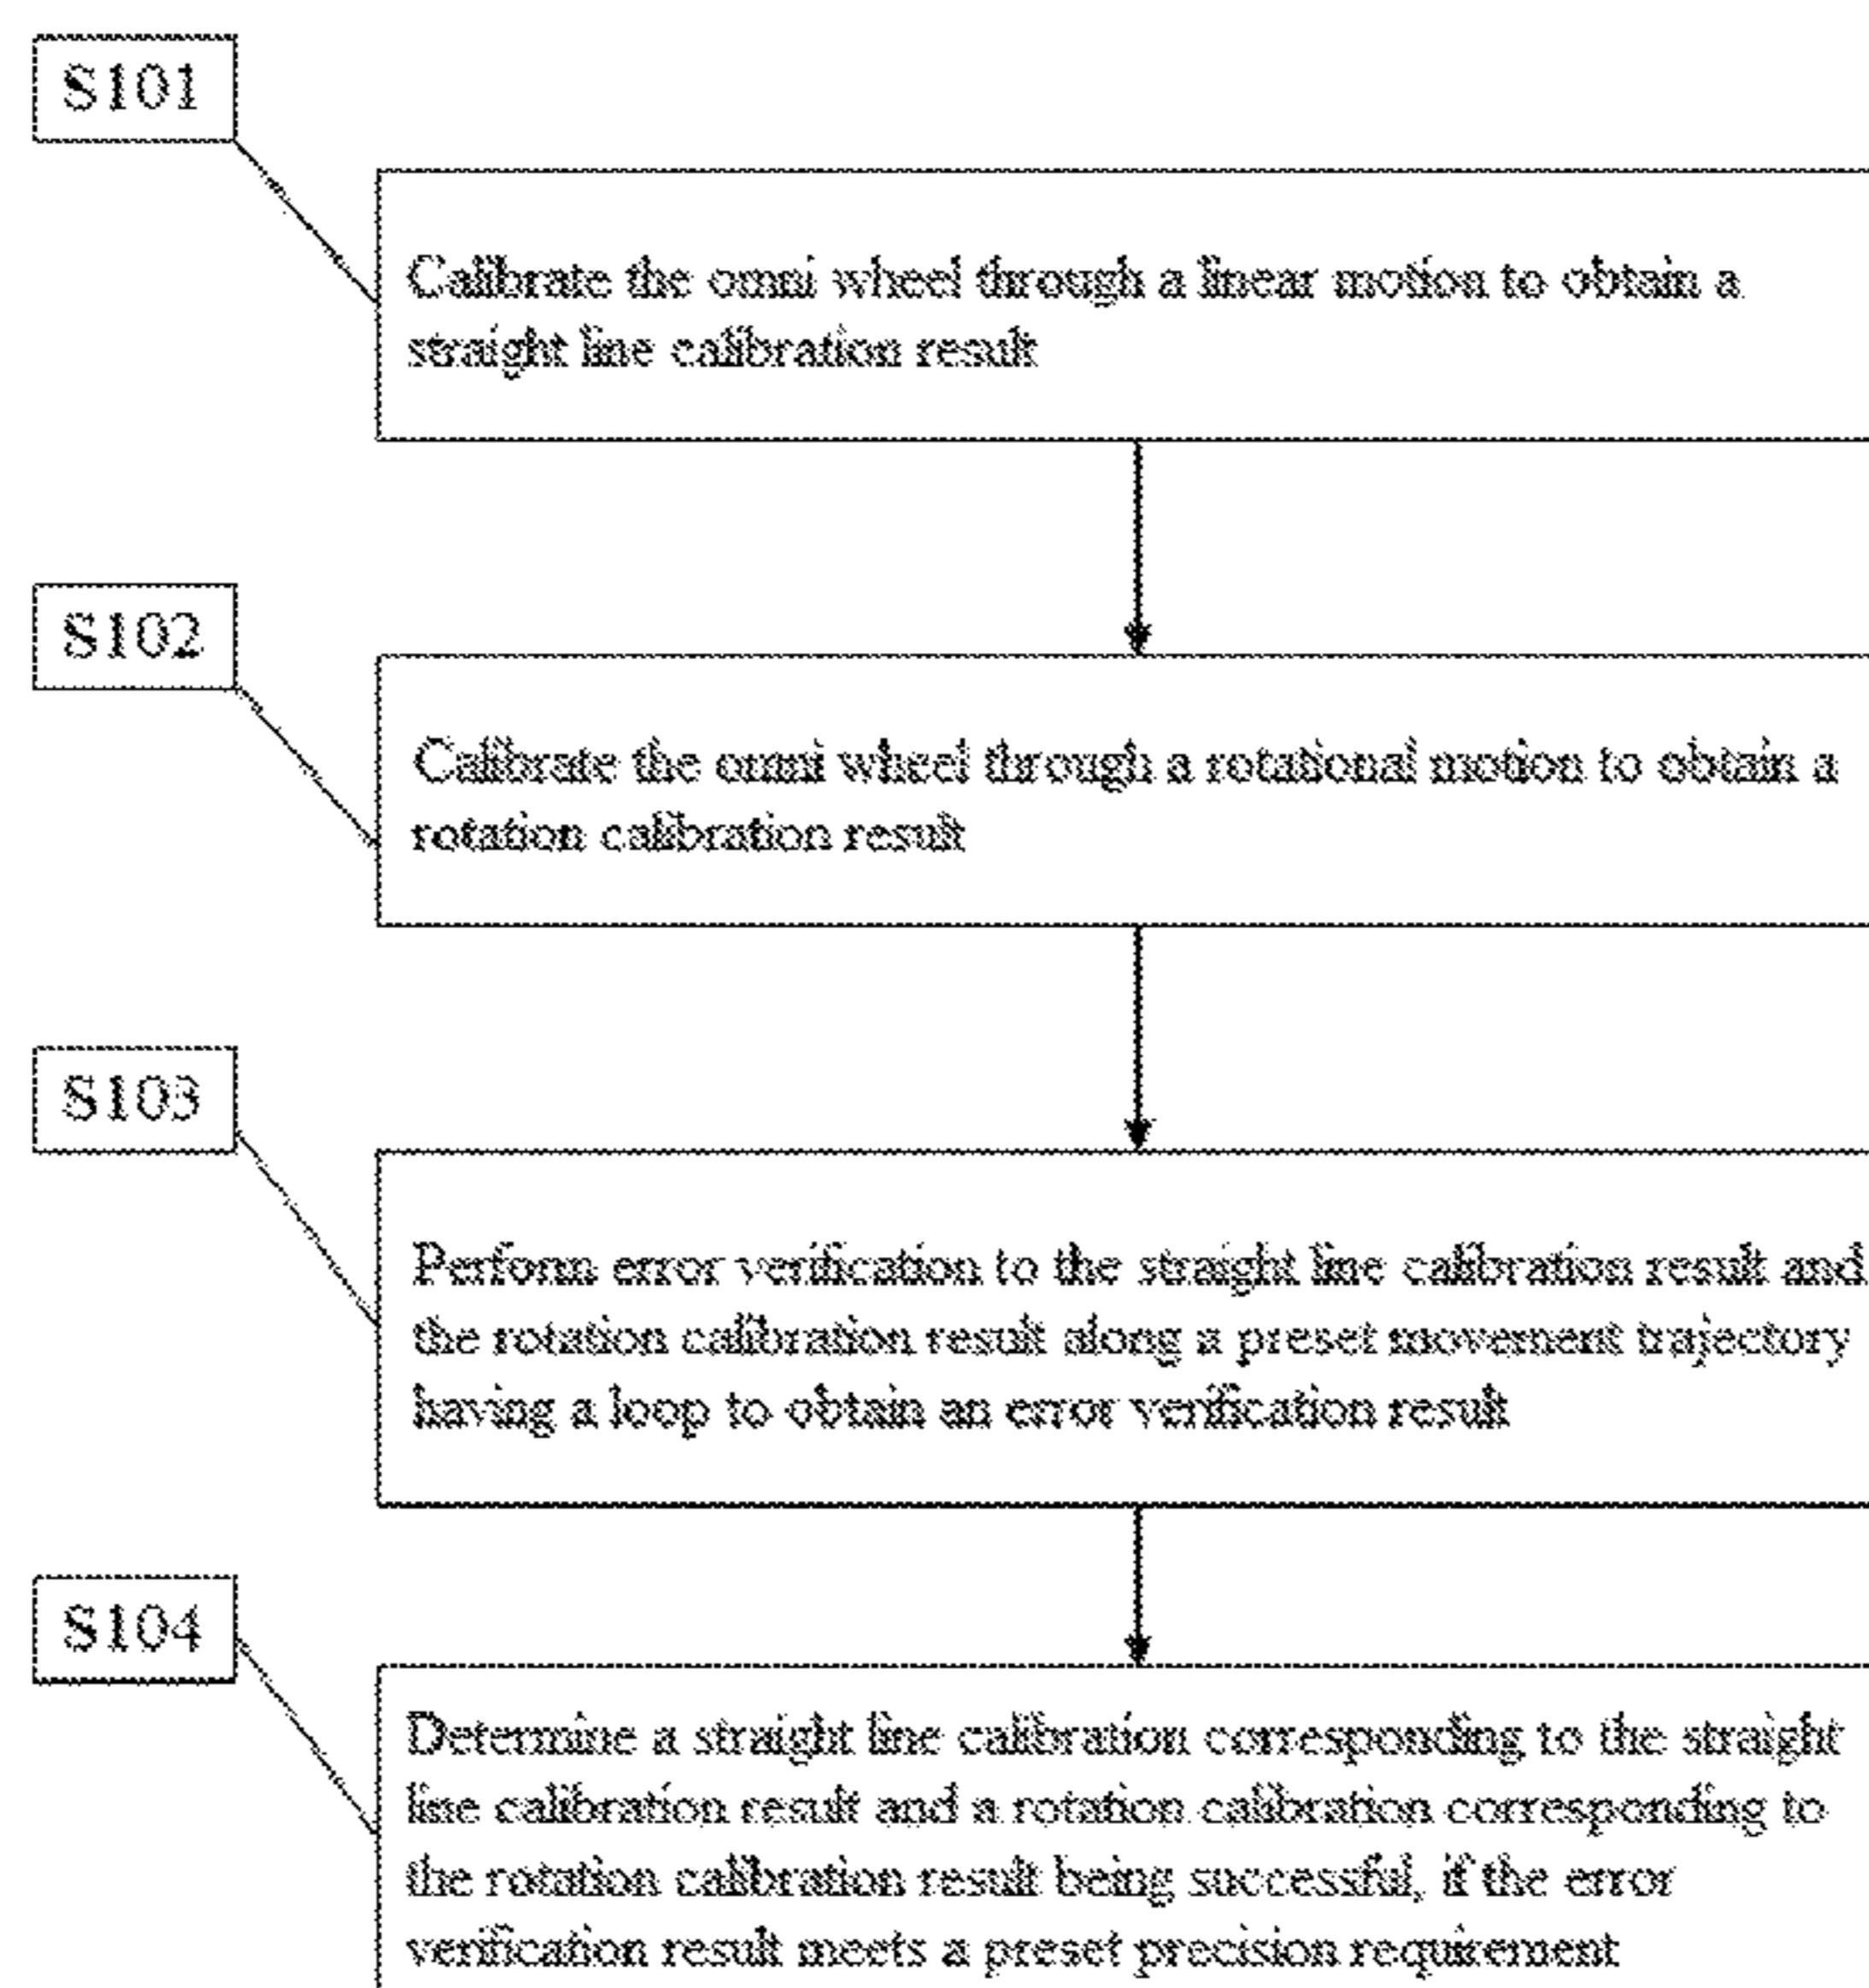 S101
Calibrate the omni wheel through a linear motion to obtain a
straight line calibration result
S102
Calibrate the omni wheel through a rotational motion to obtain a
rotation calibration result
S103
Perform error verification to the straight line calibration result and
the rotation calibration result along a preset movement trajectory
having a loop to obtain an error verification result
S104
Determine a straight line calibration corresponding to the straight
line calibration result and a rotation calibration corresponding to
the rotation calibration result being successful, if the error
verification result meets a preset precision requirement